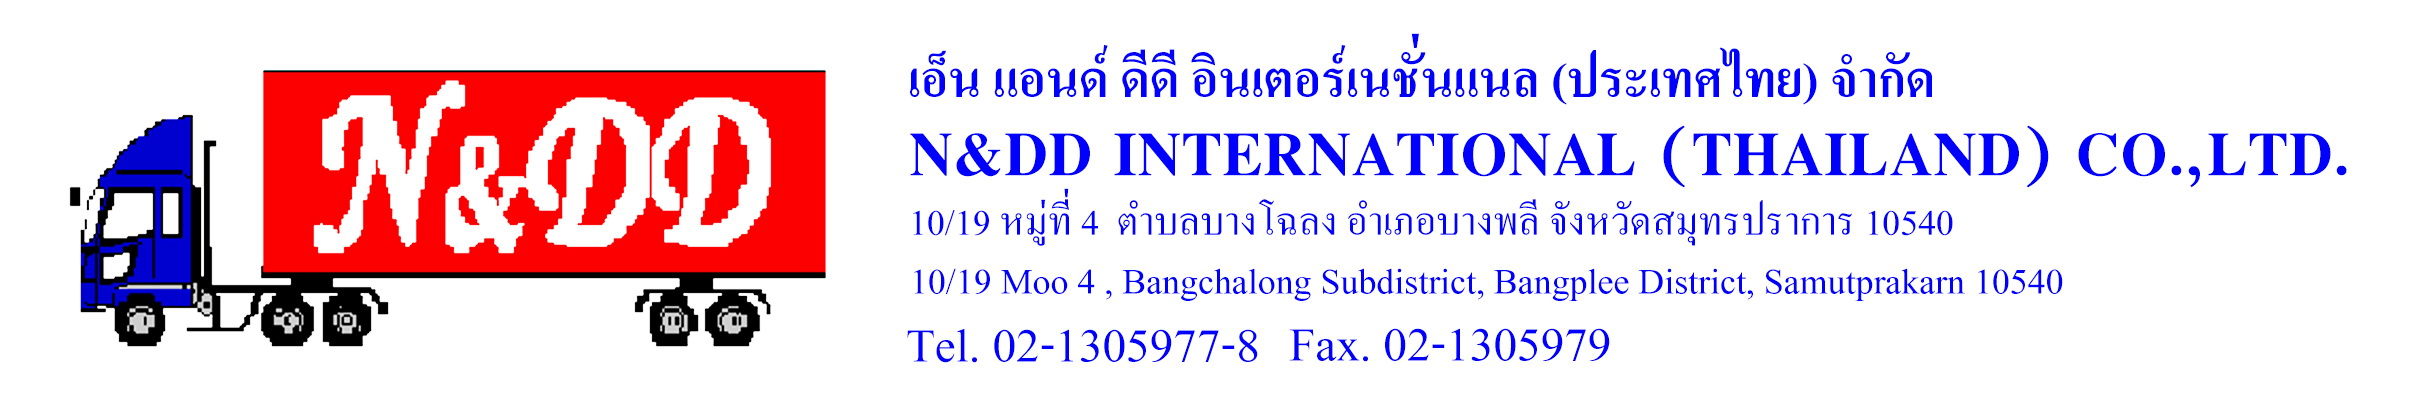 N&DD
เอ็น แอนด์ ดีดี อินเตอร์เนชั่นแนล (ประเทศไทย) จำกัด
N&DD INTERNATIONAL (THAILAND) CO.,LTD.
10/19 หมู่ที่ 4 ตำบลบางโฉลง อำเภอบางพลี จังหวัดสมุทรปราการ 10540
10/19 Moo 4 , Bangchalong Subdistrict, Bangplee District, Samutprakarn 10540
Tel. 02-1305977-8 Fax. 02-1305979